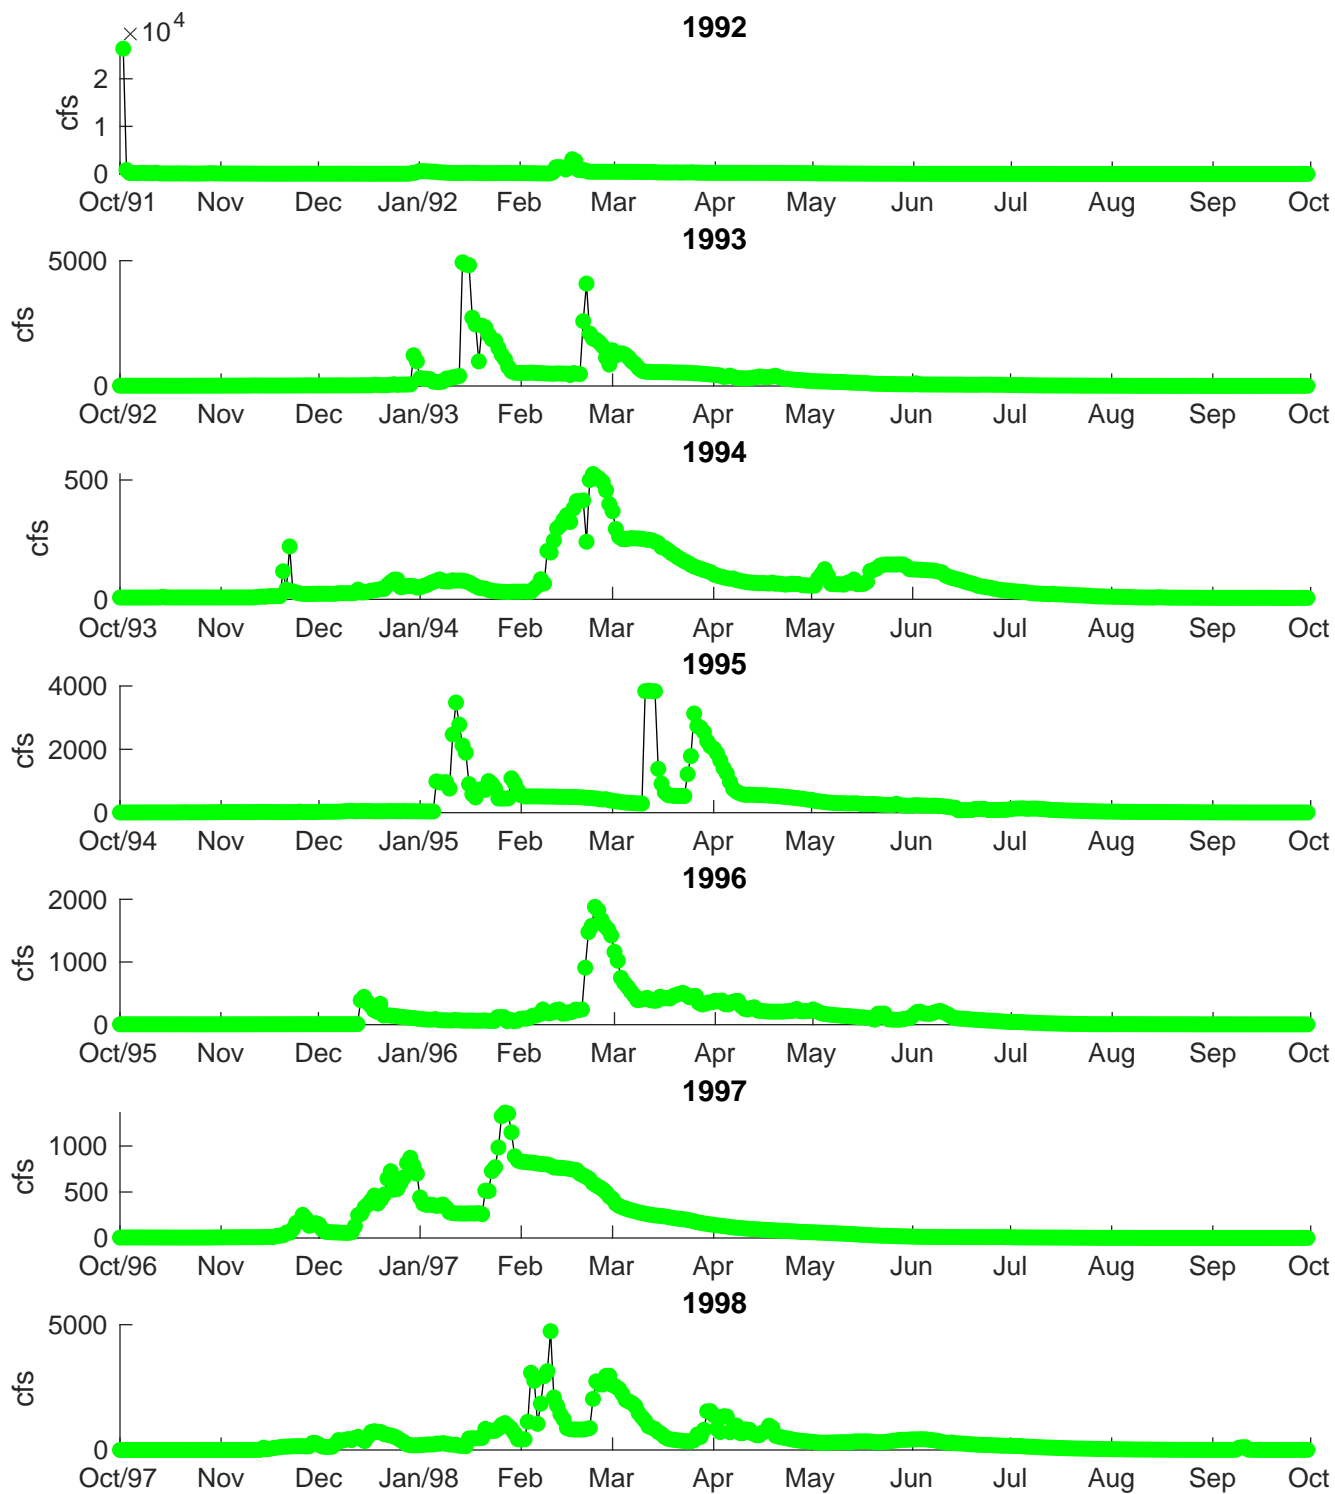 ×10^4
1992
2
1
0
cfs
Oct/91 Nov Dec Jan/92 Feb Mar Apr May Jun Jul Aug Sep Oct
1993
5000
0
cfs
Oct/92 Nov Dec Jan/93 Feb Mar Apr May Jun Jul Aug Sep Oct
1994
500
0
cfs
Oct/93 Nov Dec Jan/94 Feb Mar Apr May Jun Jul Aug Sep Oct
1995
4000
2000
0
cfs
Oct/94 Nov Dec Jan/95 Feb Mar Apr May Jun Jul Aug Sep Oct
1996
2000
1000
0
cfs
Oct/95 Nov Dec Jan/96 Feb Mar Apr May Jun Jul Aug Sep Oct
1997
1000
500
0
cfs
Oct/96 Nov Dec Jan/97 Feb Mar Apr May Jun Jul Aug Sep Oct
1998
5000
0
cfs
Oct/97 Nov Dec Jan/98 Feb Mar Apr May Jun Jul Aug Sep Oct